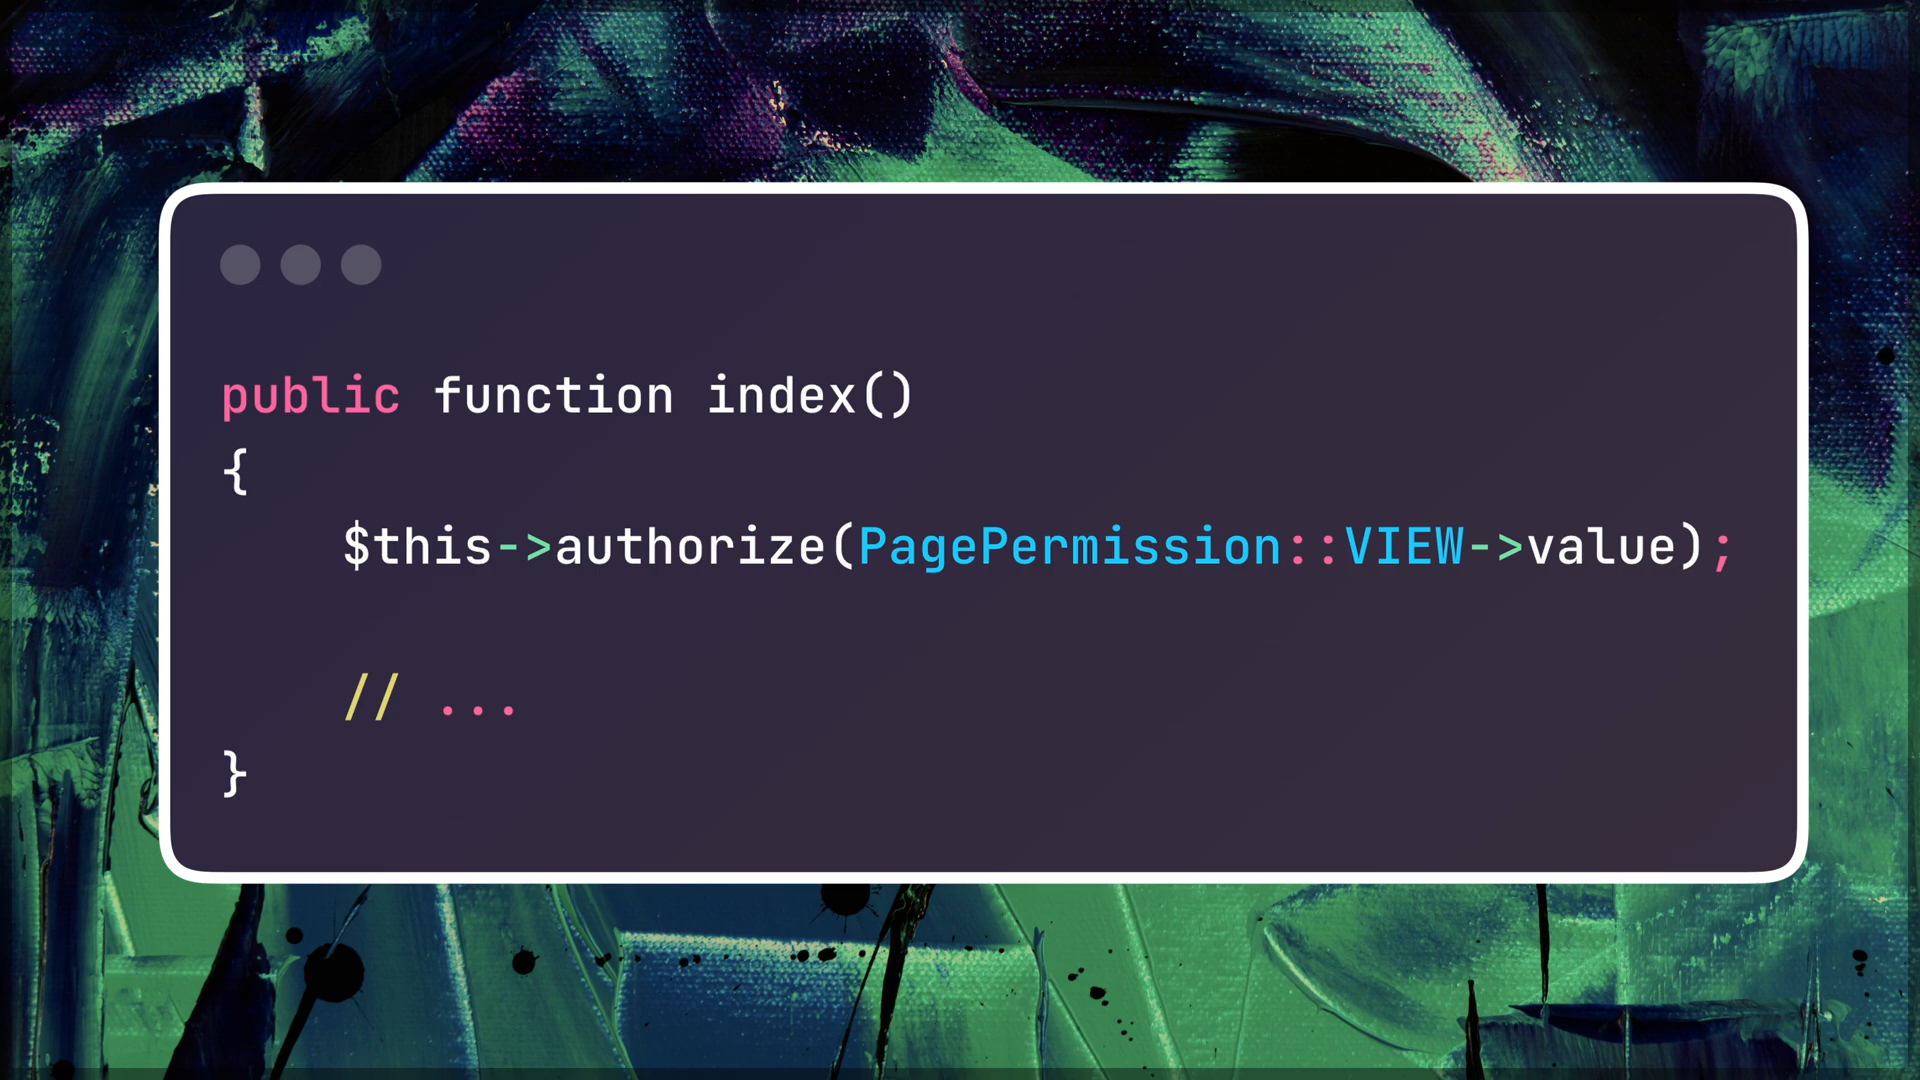 public function index()
{
    $this->authorize(PagePermission::VIEW->value);
    // ...
}